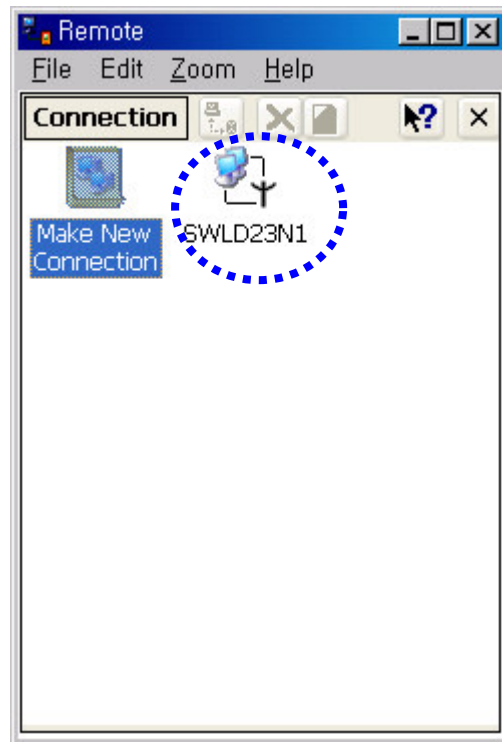 Remote
File Edit Zoom Help
Connection
?
Make New
Connection
SWLD23N1